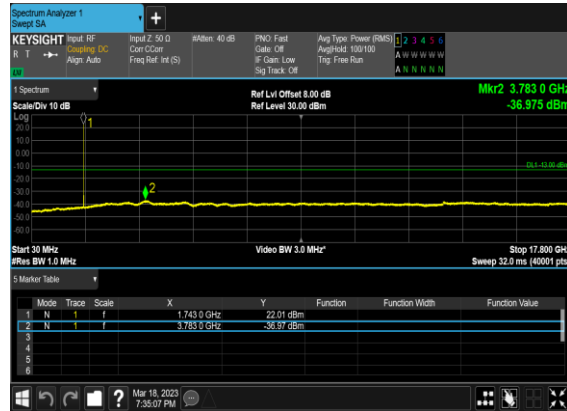 Spectrum Analyzer 1
Swept SA
+
KEYSIGHT Input: RF Input Z: 50 Ω #Atten: 40 dB PNO: Fast Avg Type: Power (RMS) 1 2 3 4 5 6
R T Coupling: DC Corr CCorr Gate: Off Avg|Hold: 100/100 A W W W W W
Align: Auto Freq Ref: Int (S) IF Gain: Low Trig: Free Run
Sig Track: Off A N N N N N
1 Spectrum Ref Lvl Offset 8.00 dB Mkr2 3.783 0 GHz
Scale/Div 10 dB Ref Level 30.00 dBm -36.975 dBm
Log
1
20.0
10.0
0.00
-10.0
DL1 -13.00 dBm
-20.0
-30.0
2
-40.0
-50.0
-60.0
Start 30 MHz Video BW 3.0 MHz* Stop 17.800 GHz
#Res BW 1.0 MHz Sweep 32.0 ms (40001 pts
5 Marker Table
Mode Trace Scale X Y Function Function Width Function Value
1 N 1 f 1.743 0 GHz 22.01 dBm
2 N 1 f 3.783 0 GHz -36.97 dBm
3
4
5
6
? Mar 18, 2023
7:35:07 PM